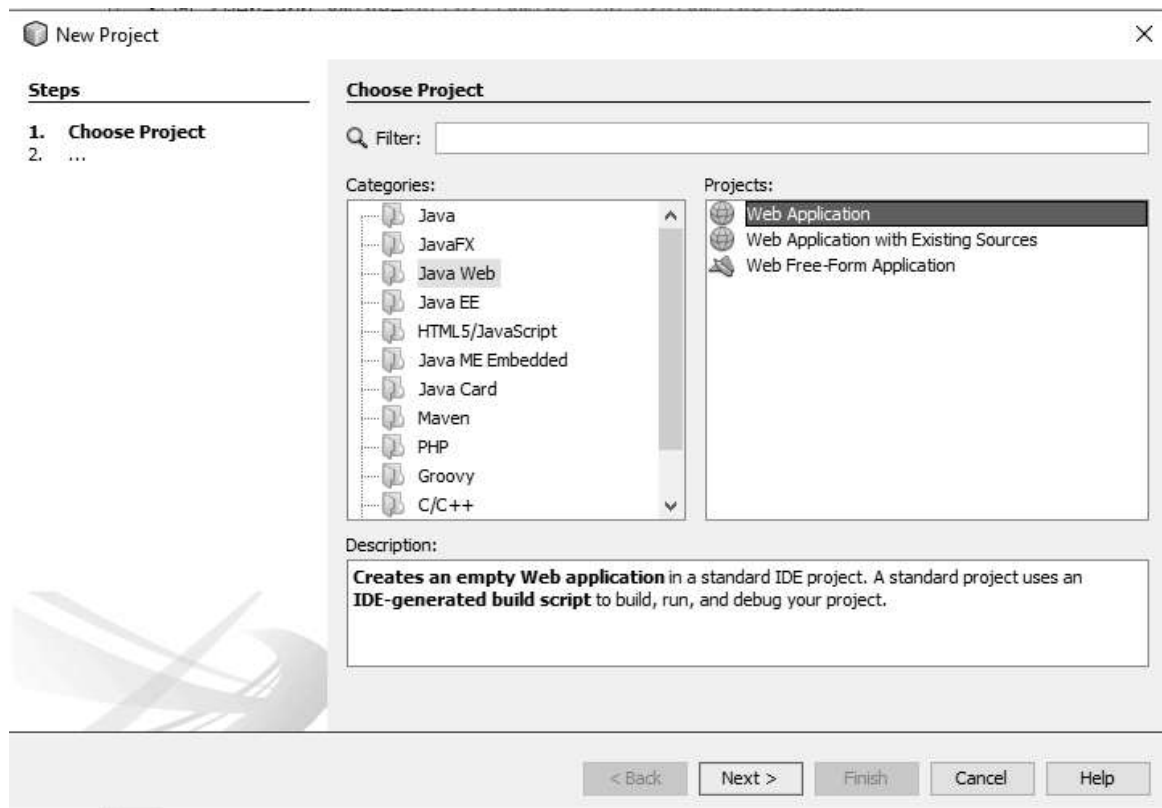 New Project
Steps
1. Choose Project
2. ...
Choose Project
Filter:
Categories:
Java
JavaFX
Java Web
Java EE
HTML5/JavaScript
Java ME Embedded
Java Card
Maven
PHP
Groovy
C/C++
Projects:
Web Application
Web Application with Existing Sources
Web Free-Form Application
Description:
Creates an empty Web application in a standard IDE project. A standard project uses an
IDE-generated build script to build, run, and debug your project.
< Back
Next >
Finish
Cancel
Help